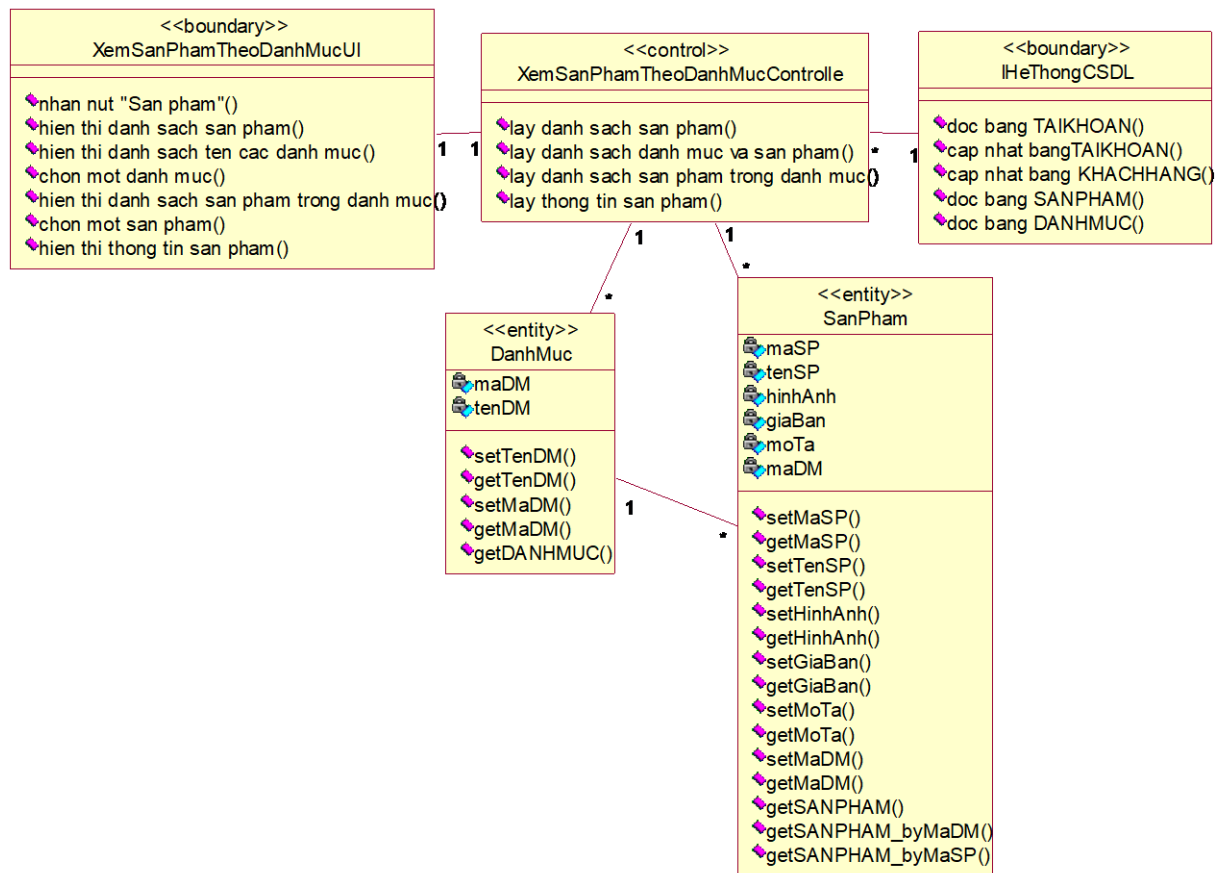 <<boundary>>
XemSanPhamTheoDanhMucUI
nhan nut "San pham"()
hien thi danh sach san pham()
hien thi danh sach ten cac danh muc()
chon mot danh muc()
hien thi danh sach san pham trong danh muc()
chon mot san pham()
hien thi thong tin san pham()
1
1
<<control>>
XemSanPhamTheoDanhMucControlle
lay danh sach san pham()
lay danh sach danh muc va san pham()
lay danh sach san pham trong danh muc()
lay thong tin san pham()
*
1
<<boundary>>
IHeThongCSDL
doc bang TAIKHOAN()
cap nhat bangTAIKHOAN()
cap nhat bang KHACHHANG()
doc bang SANPHAM()
doc bang DANHMUC()
1
*
1
*
<<entity>>
DanhMuc
maDM
tenDM
setTenDM()
getTenDM()
setMaDM()
getMaDM()
getDANHMUC()
1
*
<<entity>>
SanPham
maSP
tenSP
hinhAnh
giaBan
moTa
maDM
setMaSP()
getMaSP()
setTenSP()
getTenSP()
setHinhAnh()
getHinhAnh()
setGiaBan()
getGiaBan()
setMoTa()
getMoTa()
setMaDM()
getMaDM()
getSANPHAM()
getSANPHAM_byMaDM()
getSANPHAM_byMaSP()